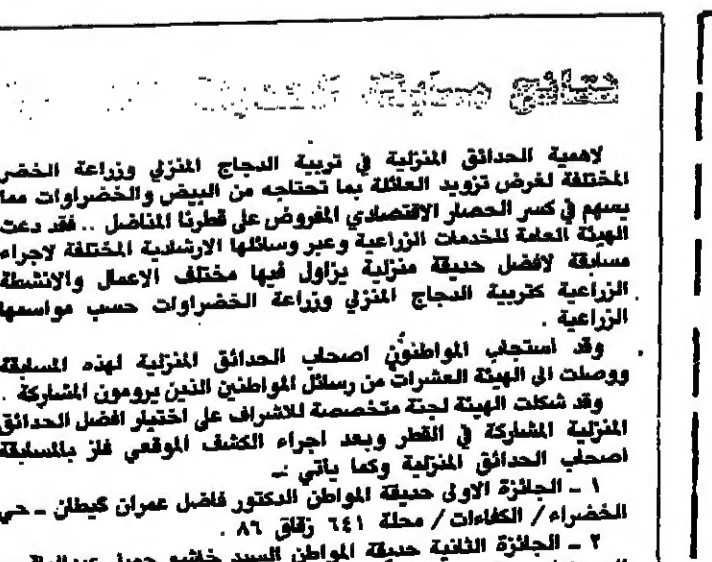 نتائج مسابقة الحديقة
لاهمية الحدائق المنزلية في تربية الدجاج المنزلي وزراعة الخضر
المختلفة لغرض تزويد العائلة بما تحتاجه من البيض والخضراوات مما
يسهم في كسر الحصار الاقتصادي المفروض على قطرنا المناضل .. فقد دعت
الهيئة العامة للخدمات الزراعية وعبر وسائلها الارشادية المختلفة لاجراء
مسابقة لافضل حديقة منزلية يزاول فيها مختلف الاعمال والانشطة
الزراعية كتربية الدجاج المنزلي وزراعة الخضراوات حسب مواسمها
الزراعية .
وقد استجاب المواطنون اصحاب الحدائق المنزلية لهذه المسابقة
ووصلت الى الهيئة العشرات من رسائل المواطنين الذين يرومون المشاركة .
وقد شكلت الهيئة لجنة متخصصة للاشراف على اختيار افضل الحدائق
المنزلية المشاركة في القطر وبعد اجراء الكشف الموقعي فاز بالمسابقة
اصحاب الحدائق المنزلية وكما ياتي :ـ
١ ـ الجائزة الاولى حديقة المواطن الدكتور فاضل عمران كيطان ـ حي
الخضراء / الكفاءات / محلة ٦٤١ زقاق ٨٦ .
٢ ـ الجائزة الثانية حديقة المواطن السيد خاشع جميل